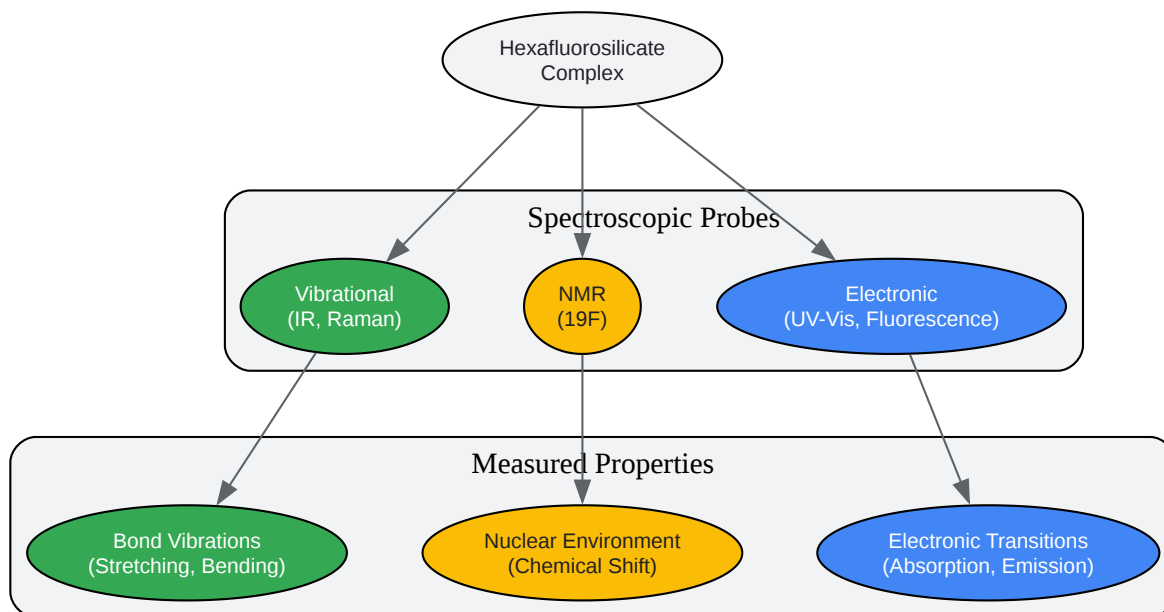 Hexafluorosilicate
Complex
Spectroscopic Probes
Vibrational
(IR, Raman)
NMR
(19F)
Electronic
(UV-Vis, Fluorescence)
Measured Properties
Bond Vibrations
(Stretching, Bending)
Nuclear Environment
(Chemical Shift)
Electronic Transitions
(Absorption, Emission)